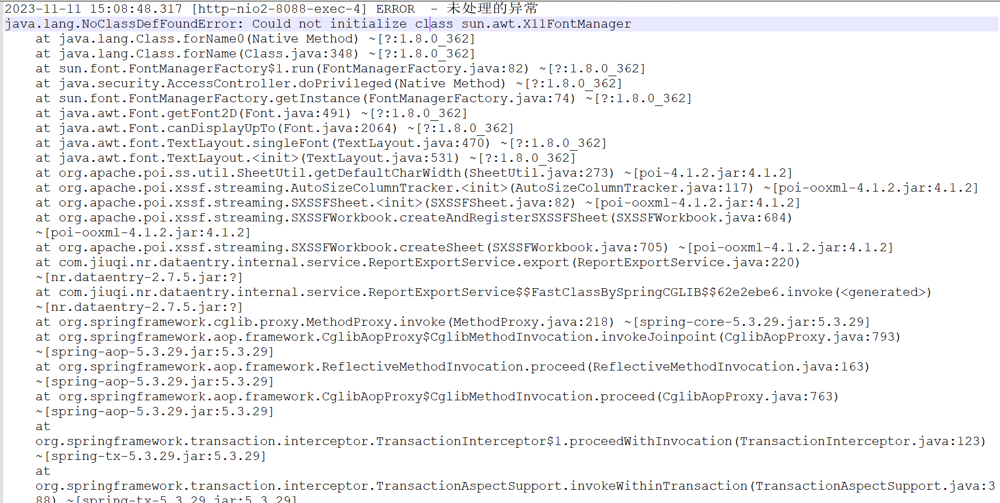 2023-11-11 15:08:48.317 [http-nio2-8088-exec-4] ERROR  - 未处理的异常
java.lang.NoClassDefFoundError: Could not initialize class sun.awt.X11FontManager
    at java.lang.Class.forName0(Native Method) ~[?:1.8.0_362]
    at java.lang.Class.forName(Class.java:348) ~[?:1.8.0_362]
    at sun.font.FontManagerFactory$1.run(FontManagerFactory.java:82) ~[?:1.8.0_362]
    at java.security.AccessController.doPrivileged(Native Method) ~[?:1.8.0_362]
    at sun.font.FontManagerFactory.getInstance(FontManagerFactory.java:74) ~[?:1.8.0_362]
    at java.awt.Font.getFont2D(Font.java:491) ~[?:1.8.0_362]
    at java.awt.Font.canDisplayUpTo(Font.java:2064) ~[?:1.8.0_362]
    at java.awt.font.TextLayout.singleFont(TextLayout.java:470) ~[?:1.8.0_362]
    at java.awt.font.TextLayout.<init>(TextLayout.java:531) ~[?:1.8.0_362]
    at org.apache.poi.ss.util.SheetUtil.getDefaultCharWidth(SheetUtil.java:273) ~[poi-4.1.2.jar:4.1.2]
    at org.apache.poi.xssf.streaming.AutoSizeColumnTracker.<init>(AutoSizeColumnTracker.java:117) ~[poi-ooxml-4.1.2.jar:4.1.2]
    at org.apache.poi.xssf.streaming.SXSSFSheet.<init>(SXSSFSheet.java:82) ~[poi-ooxml-4.1.2.jar:4.1.2]
    at org.apache.poi.xssf.streaming.SXSSFWorkbook.createAndRegisterSXSSFSheet(SXSSFWorkbook.java:684)
    ~[poi-ooxml-4.1.2.jar:4.1.2]
    at org.apache.poi.xssf.streaming.SXSSFWorkbook.createSheet(SXSSFWorkbook.java:705) ~[poi-ooxml-4.1.2.jar:4.1.2]
    at com.jiuqi.nr.dataentry.internal.service.ReportExportService.export(ReportExportService.java:220)
    ~[nr.dataentry-2.7.5.jar:?]
    at com.jiuqi.nr.dataentry.internal.service.ReportExportService$$FastClassBySpringCGLIB$$62e2ebe6.invoke(<generated>)
    ~[nr.dataentry-2.7.5.jar:?]
    at org.springframework.cglib.proxy.MethodProxy.invoke(MethodProxy.java:218) ~[spring-core-5.3.29.jar:5.3.29]
    at org.springframework.aop.framework.CglibAopProxy$CglibMethodInvocation.invokeJoinpoint(CglibAopProxy.java:793)
    ~[spring-aop-5.3.29.jar:5.3.29]
    at org.springframework.aop.framework.ReflectiveMethodInvocation.proceed(ReflectiveMethodInvocation.java:163)
    ~[spring-aop-5.3.29.jar:5.3.29]
    at org.springframework.aop.framework.CglibAopProxy$CglibMethodInvocation.proceed(CglibAopProxy.java:763)
    ~[spring-aop-5.3.29.jar:5.3.29]
    at
    org.springframework.transaction.interceptor.TransactionInterceptor$1.proceedWithInvocation(TransactionInterceptor.java:123)
    ~[spring-tx-5.3.29.jar:5.3.29]
    at
    org.springframework.transaction.interceptor.TransactionAspectSupport.invokeWithinTransaction(TransactionAspectSupport.java:3
    88) ~[spring-tx-5.3.29.jar:5.3.29]